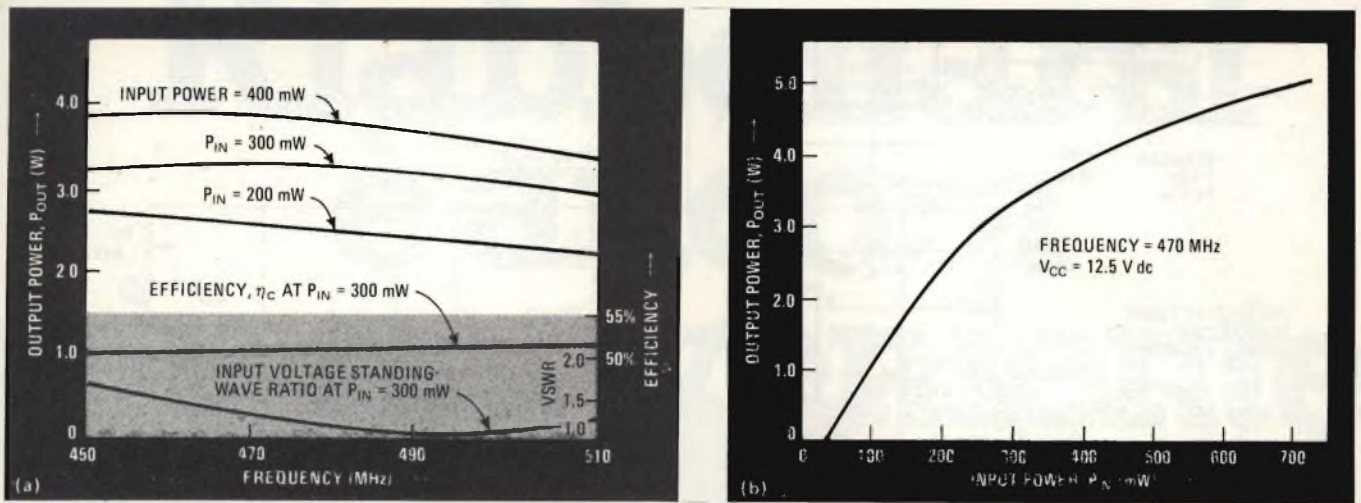 OUTPUT POWER, POUT (W) →
4.0
3.0
2.0
1.0
0
INPUT POWER = 400 mW
PIN = 300 mW
PIN = 200 mW
EFFICIENCY, ηC AT PIN = 300 mW
INPUT VOLTAGE STANDING-
WAVE RATIO AT PIN = 300 mW
55%
50%
EFFICIENCY →
VSWR
2.0
1.5
1.0
450
470
490
510
FREQUENCY (MHz)
(a)
OUTPUT POWER, POUT (W) →
5.0
4.0
3.0
2.0
1.0
0
FREQUENCY = 470 MHz
VCC = 12.5 V dc
0
100
200
300
400
500
600
700
INPUT POWER, PIN (mW)
(b)